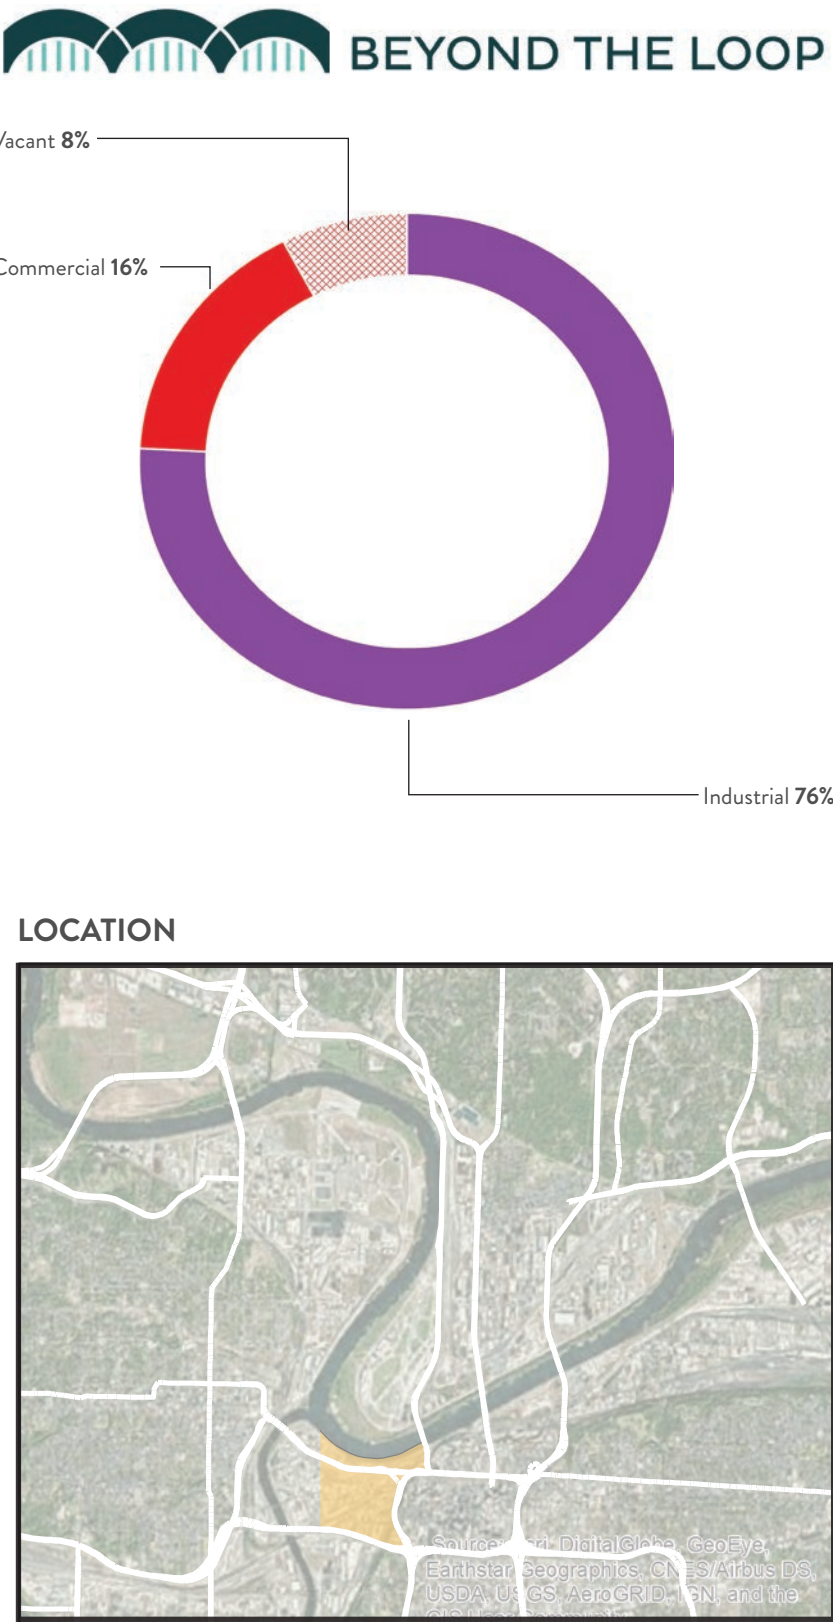 BEYOND THE LOOP
Vacant 8%
Commercial 16%
Industrial 76%
LOCATION
Source: Esri, DigitalGlobe, GeoEye,
Earthstar Geographics, CNES/Airbus DS,
USDA, USGS, AeroGRID, IGN, and the